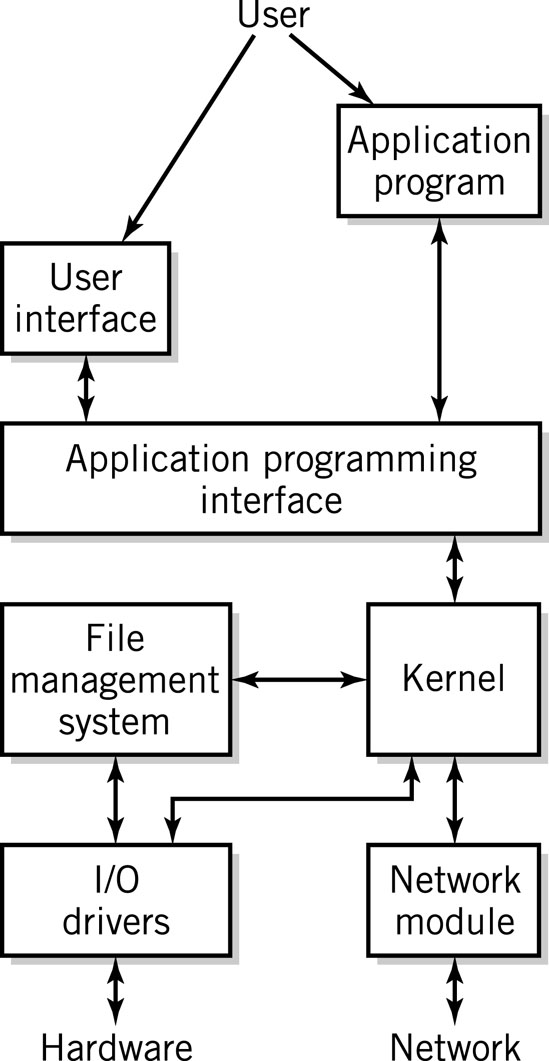 User
Application
program
User
interface
Application programming
interface
File
management
system
Kernel
I/O
drivers
Network
module
Hardware
Network